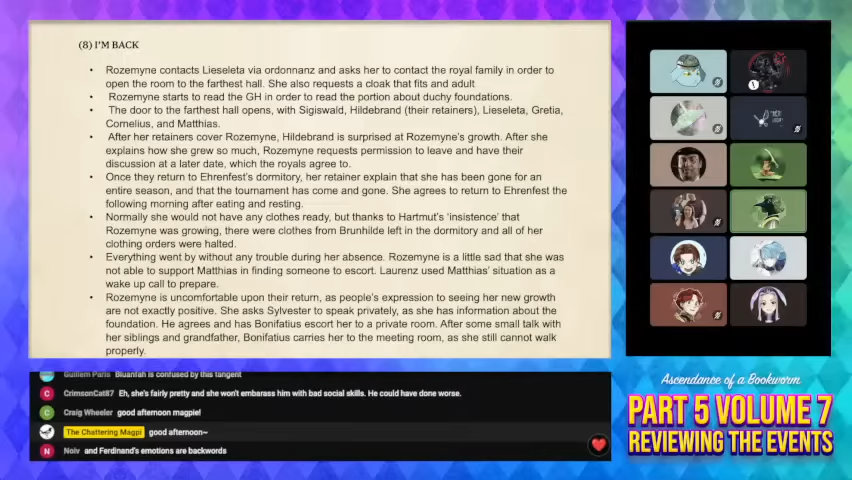 (8) I'M BACK
• Rozemyne contacts Lieseleta via ordonnanz and asks her to contact the royal family in order to
open the room to the farthest hall. She also requests a cloak that fits and adult.
• Rozemyne starts to read the GH in order to read the portion about duchy foundations.
• The door to the farthest hall opens, with Sigiswald, Hildebrand (their retainers), Lieseleta, Gretia,
Cornelius, and Matthias.
• After her retainers cover Rozemyne, Hildebrand is surprised at Rozemyne's growth. After she
explains how she grew so much, Rozemyne requests permission to leave and have their
discussion at a later date, which the royals agree to.
• Once they return to Ehrenfest's dormitory, her retainer explain that she has been gone for an
entire season, and that the tournament has come and gone. She agrees to return to Ehrenfest the
following morning after eating and resting.
• Normally she would not have any clothes ready, but thanks to Hartmut's 'insistence' that
Rozemyne was growing, there were clothes from Brunhilde left in the dormitory and all of her
clothing orders were halted.
• Everything went by without any trouble during her absence. Rozemyne is a little sad that she was
not able to support Matthias in finding someone to escort. Laurenz used Matthias' situation as a
wake up call to prepare.
• Rozemyne is uncomfortable upon their return, as people's expression to seeing her new growth
are not exactly positive. She asks Sylvester to speak privately, as she has information about the
foundation. He agrees and has Bonifatius escort her to a private room. After some small talk with
her siblings and grandfather, Bonifatius carries her to the meeting room, as she still cannot walk
properly.
Guillem Paris Bluanfah is confused by this tangent
C CrimsonCat87 Eh, she's fairly pretty and she won't embarass him with bad social skills. He could have done worse.
C Craig Wheeler good afternoon magpie!
The Chattering Magpi good afternoon~
N Noiv and Ferdinand's emotions are backwords
Ascendance of a Bookworm
PART 5 VOLUME 7
REVIEWING THE EVENTS